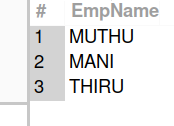 # EmpName
1 MUTHU
2 MANI
3 THIRU